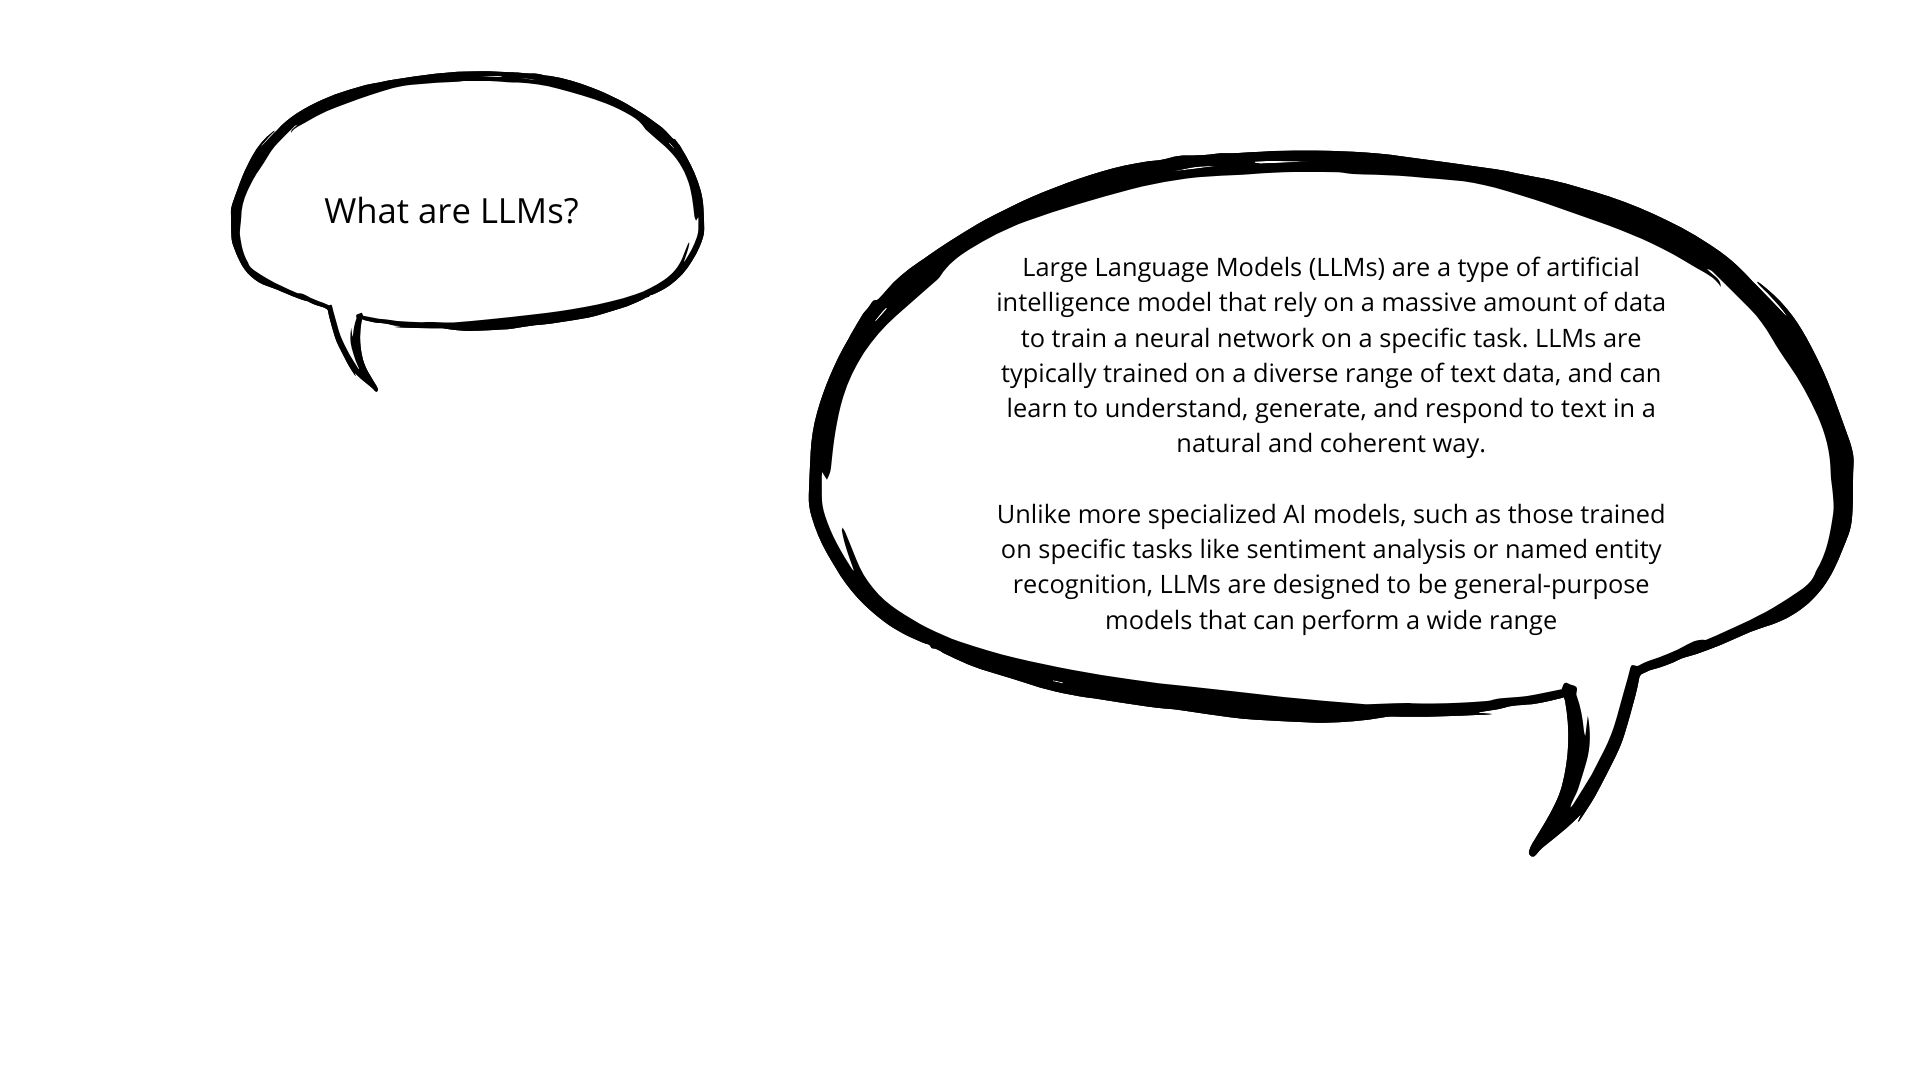 What are LLMs?
Large Language Models (LLMs) are a type of artificial
intelligence model that rely on a massive amount of data
to train a neural network on a specific task. LLMs are
typically trained on a diverse range of text data, and can
learn to understand, generate, and respond to text in a
natural and coherent way.
Unlike more specialized AI models, such as those trained
on specific tasks like sentiment analysis or named entity
recognition, LLMs are designed to be general-purpose
models that can perform a wide range